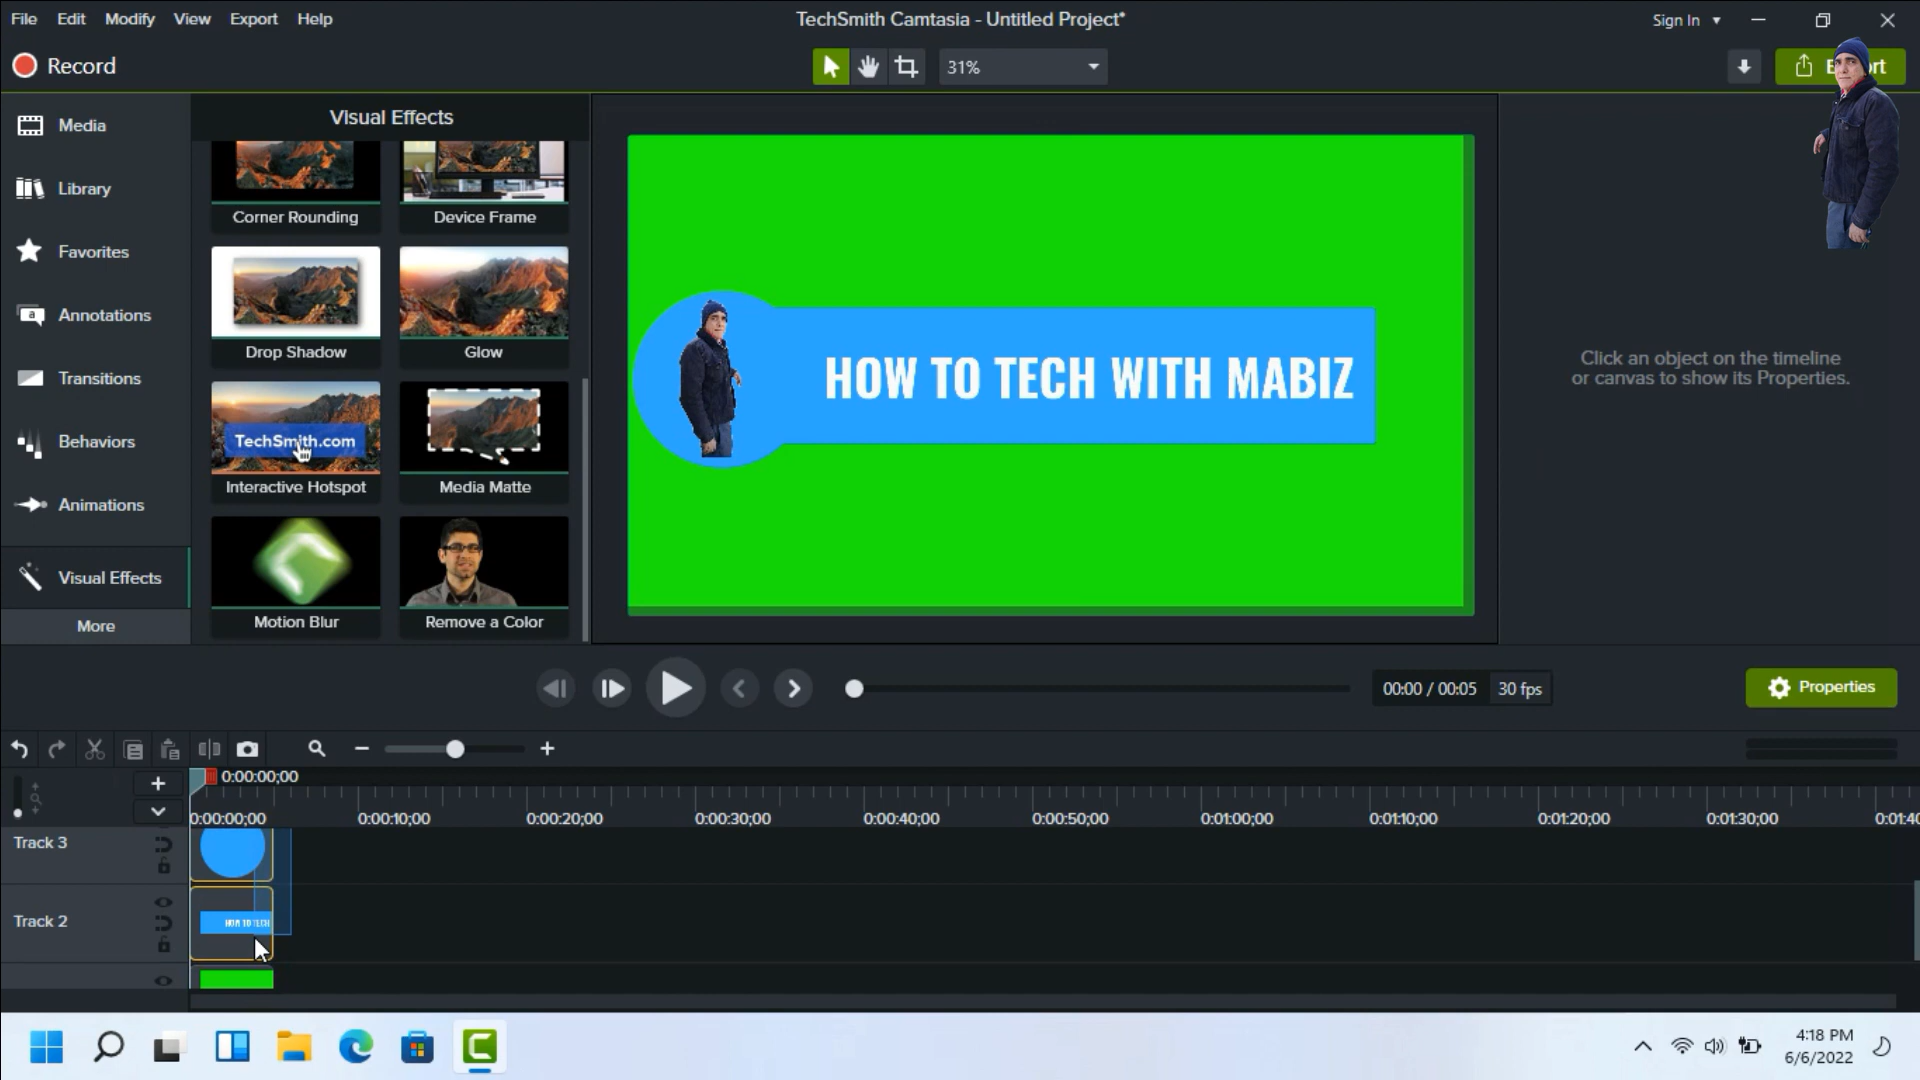 File Edit Modify View Export Help
TechSmith Camtasia - Untitled Project*
Sign In
Record
31%
Media
Library
Favorites
Annotations
Transitions
Behaviors
Animations
Visual Effects
More
Visual Effects
Corner Rounding
Device Frame
Drop Shadow
Glow
TechSmith.com
Interactive Hotspot
Media Matte
Motion Blur
Remove a Color
HOW TO TECH WITH MABIZ
Click an object on the timeline
or canvas to show its Properties.
00:00 / 00:05
30 fps
Properties
0:00:00;00
0:00:00;00 0:00:10;00 0:00:20;00 0:00:30;00 0:00:40;00 0:00:50;00 0:01:00;00 0:01:10;00 0:01:20;00 0:01:30;00
Track 3
Track 2
HOW TO TECH
4:18 PM
6/6/2022